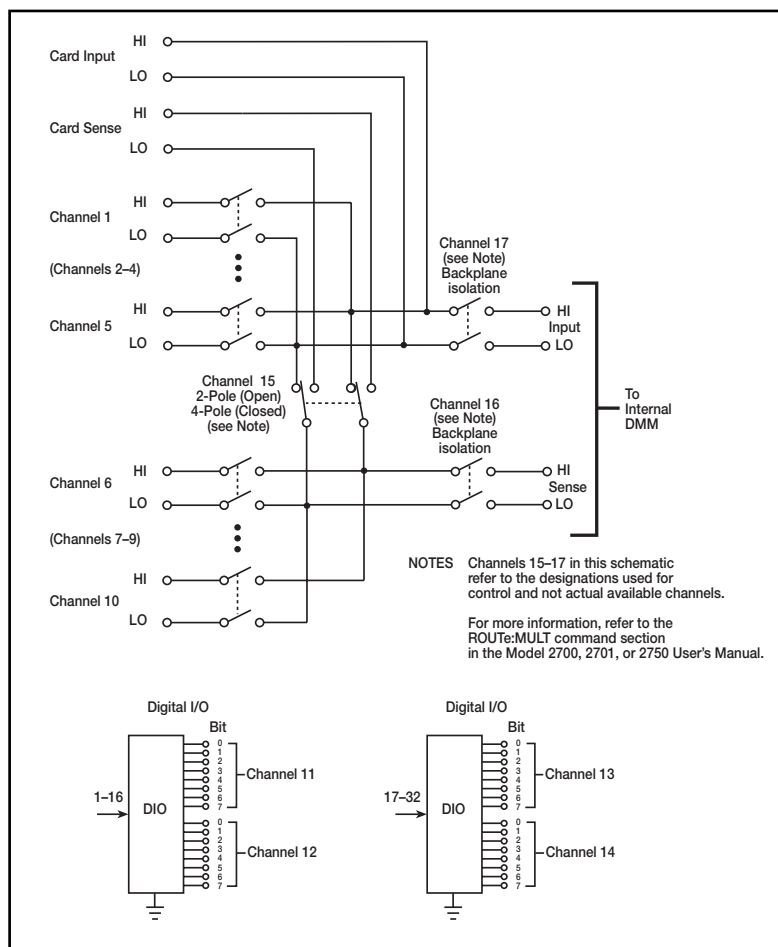 HI
Card Input
LO
HI
Card Sense
LO
HI
Channel 1
LO
(Channels 2–4)
HI
Channel 5
LO
Channel 17
(see Note)
Backplane
isolation
HI
Input
LO
Channel 15
2-Pole (Open)
4-Pole (Closed)
(see Note)
To
Internal
DMM
Channel 16
(see Note)
Backplane
isolation
HI
Channel 6
LO
HI
Sense
LO
(Channels 7–9)
HI
Channel 10
LO
NOTES Channels 15–17 in this schematic
refer to the designations used for
control and not actual available channels.
For more information, refer to the
ROUTe:MULT command section
in the Model 2700, 2701, or 2750 User's Manual.
Digital I/O
Bit
1–16
DIO
0
1
2
3
4
5
6
7
Channel 11
0
1
2
3
4
5
6
7
Channel 12
Digital I/O
Bit
17–32
DIO
0
1
2
3
4
5
6
7
Channel 13
0
1
2
3
4
5
6
7
Channel 14